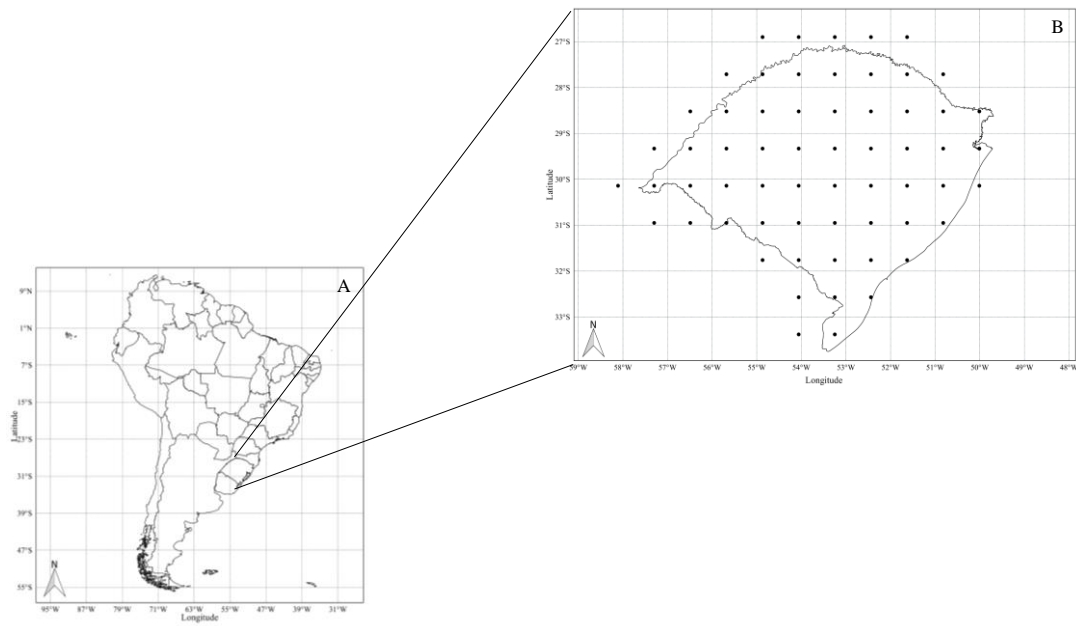 A
9°N
1°N
7°S
15°S
23°S
31°S
39°S
47°S
55°S
Latitude
N
95°W 87°W 79°W 71°W 63°W 55°W 47°W 39°W 31°W
Longitude
B
27°S
28°S
29°S
30°S
31°S
32°S
33°S
Latitude
N
59°W 58°W 57°W 56°W 55°W 54°W 53°W 52°W 51°W 50°W 49°W 48°W
Longitude